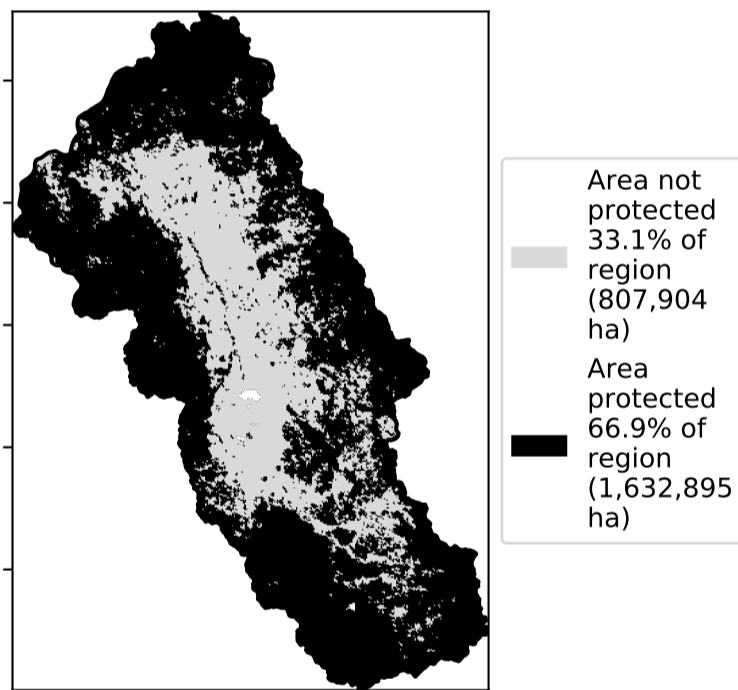 Area not
protected
33.1% of
region
(807,904
ha)
Area
protected
66.9% of
region
(1,632,895
ha)